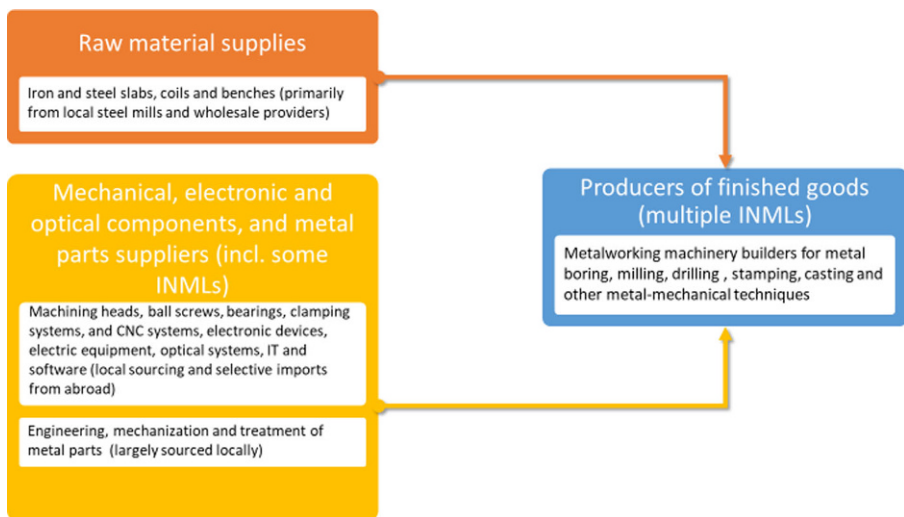 Raw material supplies
Iron and steel slabs, coils and benches (primarily
from local steel mills and wholesale providers)
Mechanical, electronic and
optical components, and metal
parts suppliers (incl. some
INMLs)
Machining heads, ball screws, bearings, clamping
systems, and CNC systems, electronic devices,
electric equipment, optical systems, IT and
software (local sourcing and selective imports
from abroad)
Engineering, mechanization and treatment of
metal parts (largely sourced locally)
Producers of finished goods
(multiple INMLs)
Metalworking machinery builders for metal
boring, milling, drilling , stamping, casting and
other metal-mechanical techniques